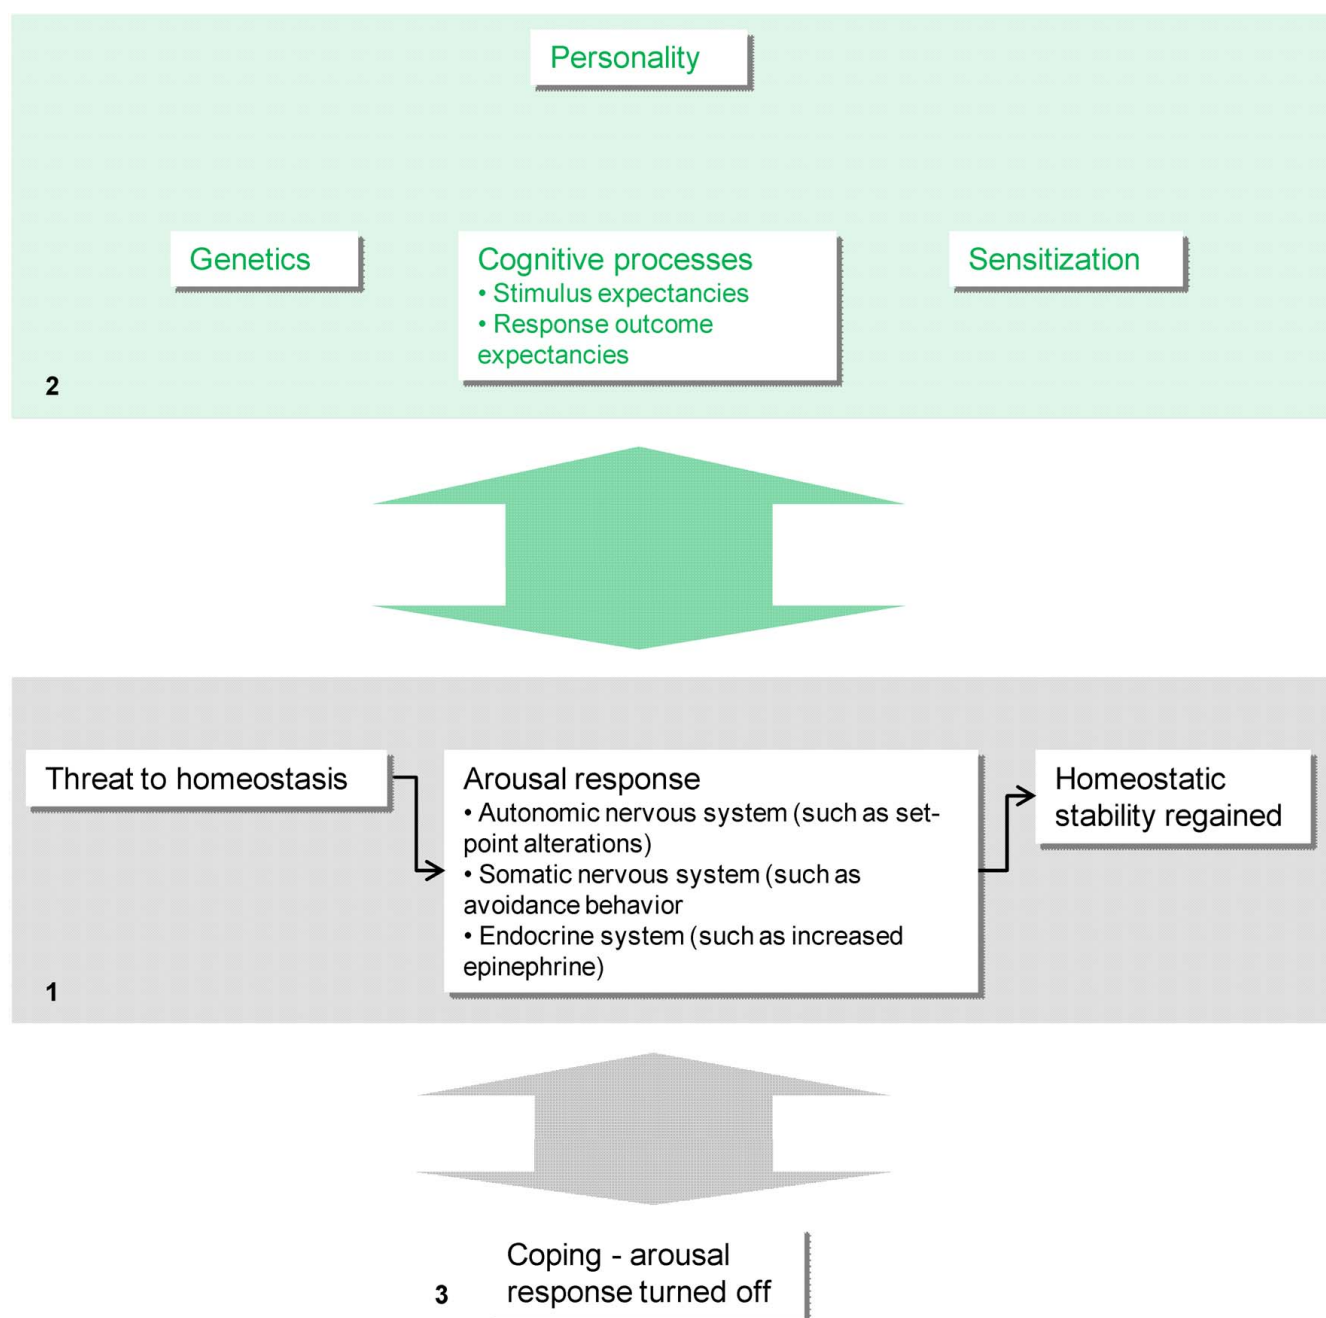 Personality
Genetics
Cognitive processes
• Stimulus expectancies
• Response outcome
expectancies
Sensitization
2
Threat to homeostasis
Arousal response
• Autonomic nervous system (such as set-
point alterations)
• Somatic nervous system (such as
avoidance behavior
• Endocrine system (such as increased
epinephrine)
Homeostatic
stability regained
1
Coping - arousal
response turned off
3